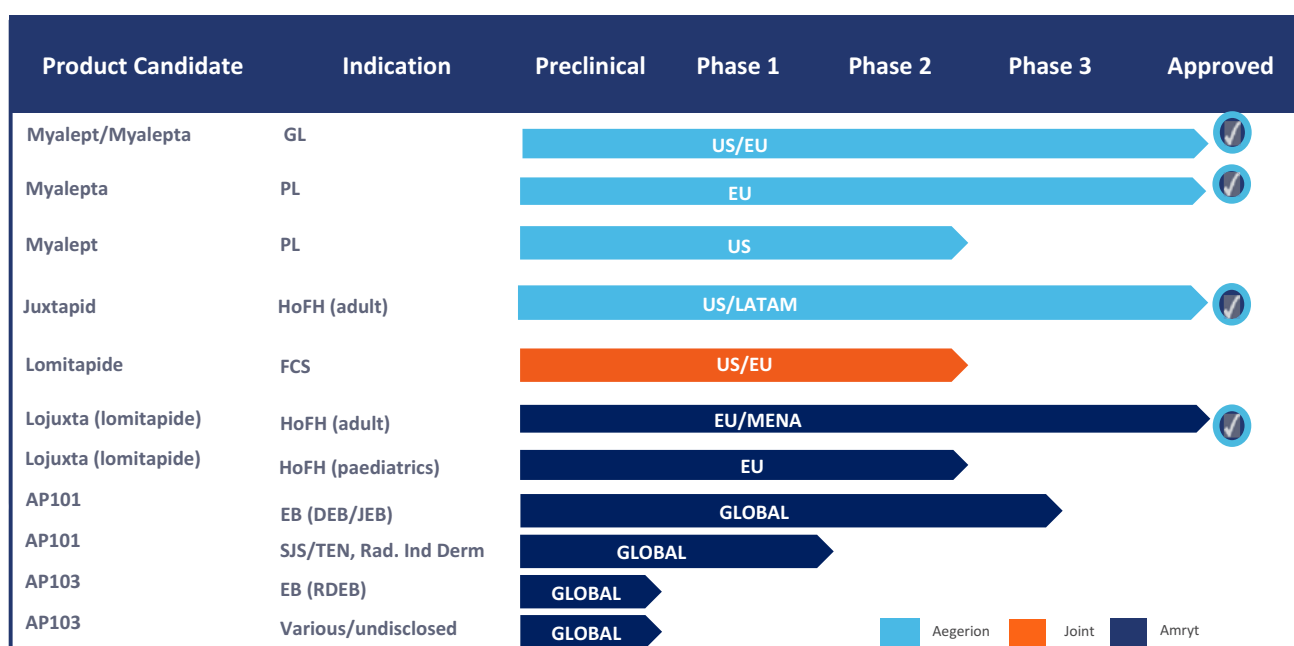 Product Candidate Indication Preclinical Phase 1 Phase 2 Phase 3 Approved
Myalept/Myalepta GL US/EU
Myalepta PL EU
Myalept PL US
Juxtapid HoFH (adult) US/LATAM
Lomitapide FCS US/EU
Lojuxta (lomitapide) HoFH (adult) EU/MENA
Lojuxta (lomitapide) HoFH (paediatrics) EU
AP101 EB (DEB/JEB) GLOBAL
AP101 SJS/TEN, Rad. Ind Derm GLOBAL
AP103 EB (RDEB) GLOBAL
AP103 Various/undisclosed GLOBAL
Aegerion Joint Amryt